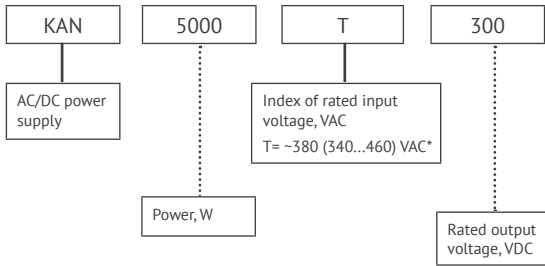 KAN 5000 T 300
AC/DC power
supply
Index of rated input
voltage, VAC
T= ~380 (340...460) VAC*
Power, W
Rated output
voltage, VDC